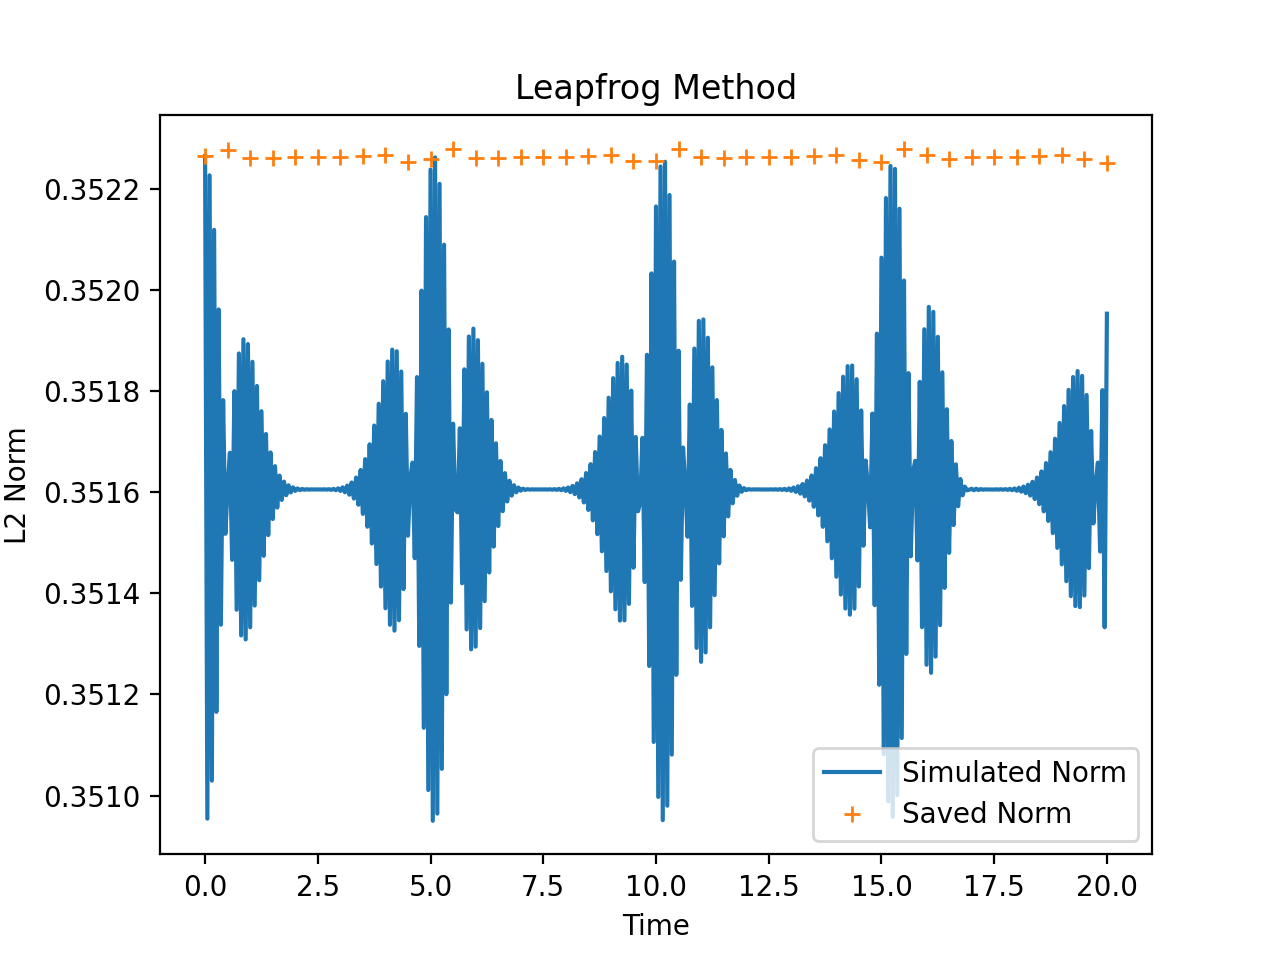 Leapfrog Method
0.3522
0.3520
0.3518
0.3516
0.3514
0.3512
0.3510
L2 Norm
Simulated Norm
Saved Norm
0.0 2.5 5.0 7.5 10.0 12.5 15.0 17.5 20.0
Time